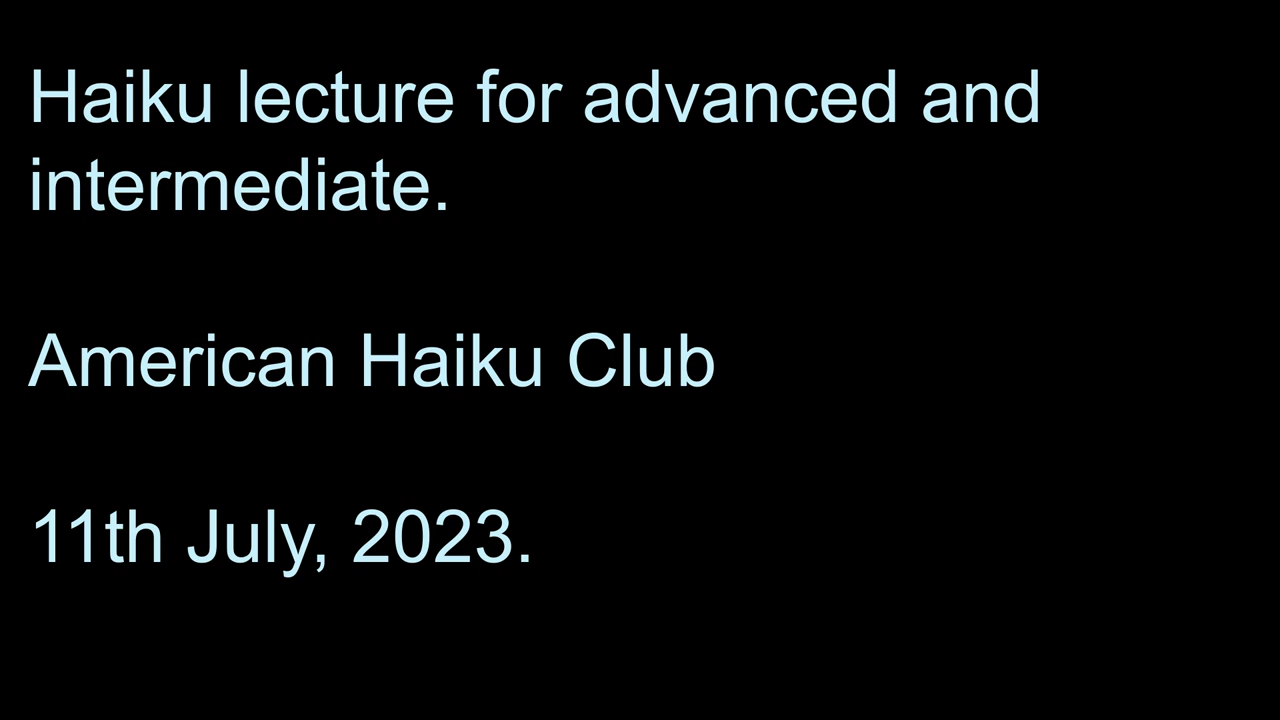 Haiku lecture for advanced and
intermediate.
American Haiku Club
11th July, 2023.